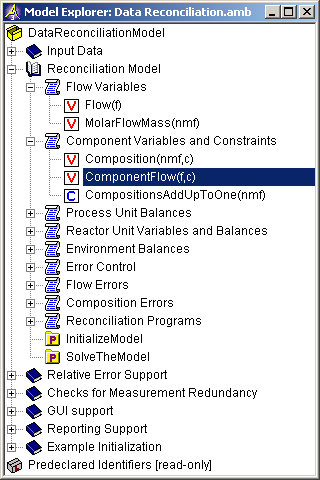 Model Explorer: Data Reconciliation.amb
DataReconciliationModel
Input Data
Reconciliation Model
Flow Variables
V Flow(f)
V MolarFlowMass(nmf)
Component Variables and Constraints
V Composition(nmf,c)
V ComponentFlow(f,c)
C CompositionsAddUpToOne(nmf)
Process Unit Balances
Reactor Unit Variables and Balances
Environment Balances
Error Control
Flow Errors
Composition Errors
Reconciliation Programs
P InitializeModel
P SolveTheModel
Relative Error Support
Checks for Measurement Redundancy
GUI support
Reporting Support
Example Initialization
Predeclared Identifiers [read-only]